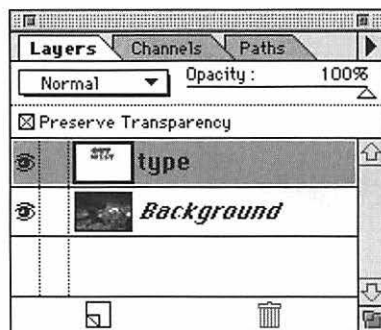 Layers Channels Paths
Normal Opacity: 100%
Preserve Transparency
type
Background